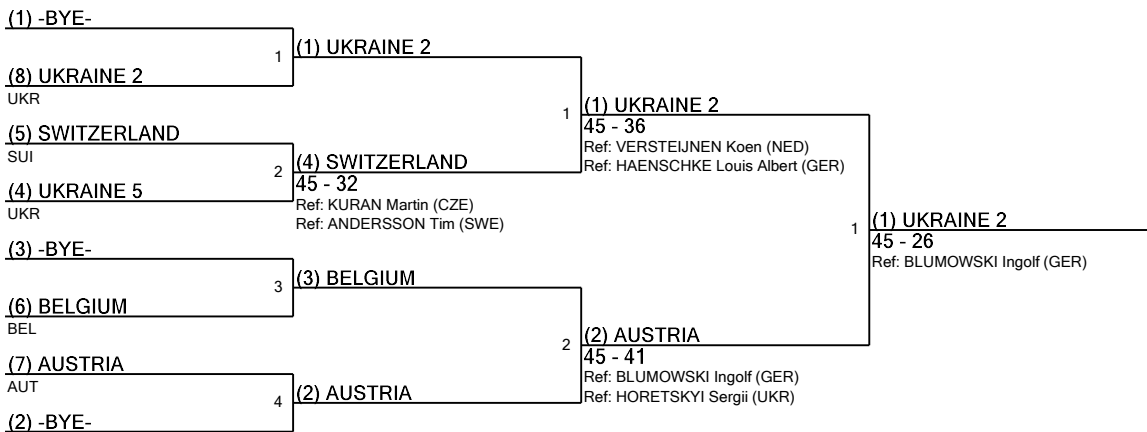 (1) -BYE-
1
(8) UKRAINE 2
UKR
(5) SWITZERLAND
SUI
2
(4) UKRAINE 5
UKR
(3) -BYE-
3
(6) BELGIUM
BEL
(7) AUSTRIA
AUT
4
(2) -BYE-
(1) UKRAINE 2
1
(4) SWITZERLAND
45 - 32
Ref: KURAN Martin (CZE)
Ref: ANDERSSON Tim (SWE)
(3) BELGIUM
2
(2) AUSTRIA
(1) UKRAINE 2
45 - 36
Ref: VERSTEIJNEN Koen (NED)
Ref: HAENSCHKE Louis Albert (GER)
1
(2) AUSTRIA
45 - 41
Ref: BLUMOWSKI Ingolf (GER)
Ref: HORETSKYI Sergii (UKR)
(1) UKRAINE 2
45 - 26
Ref: BLUMOWSKI Ingolf (GER)